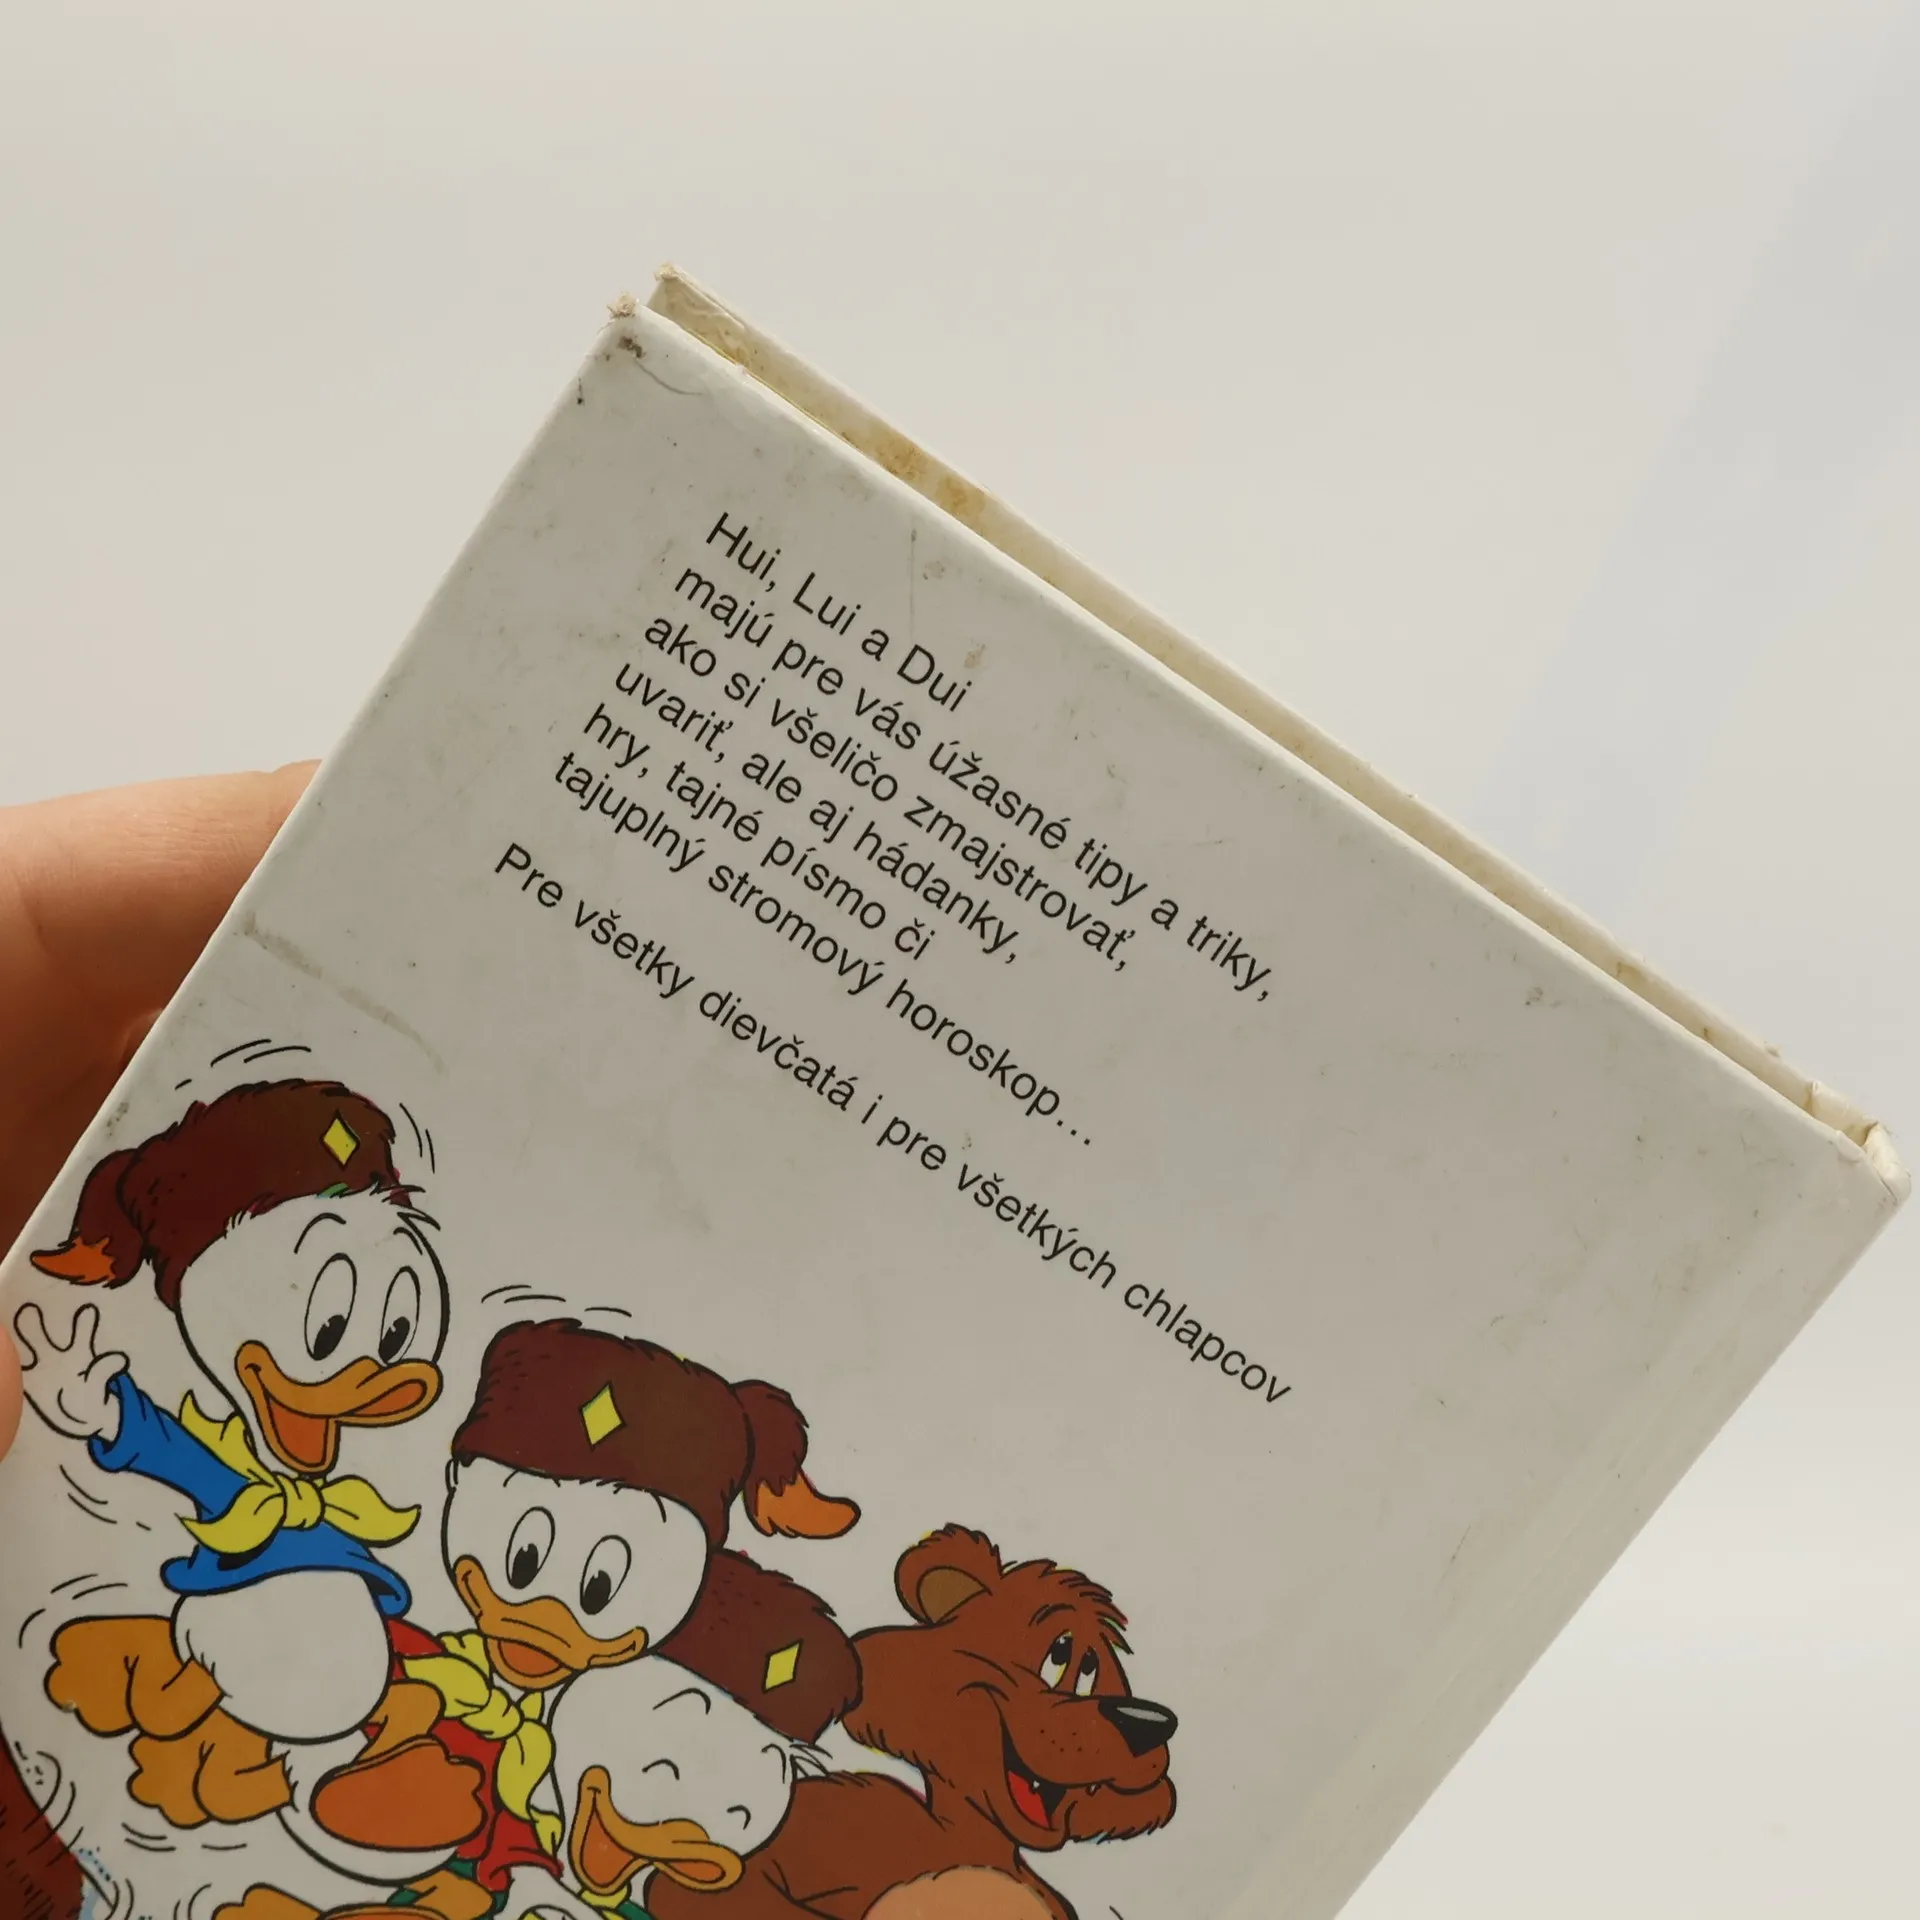 Hui, Lui a Dui
majú pre vás úžasné tipy a triky,
ako si všeličo zmajstrovať,
uvariť, ale aj hádanky,
hry, tajné písmo či
tajuplný stromový horoskop...
Pre všetky dievčatá i pre všetkých chlapcov